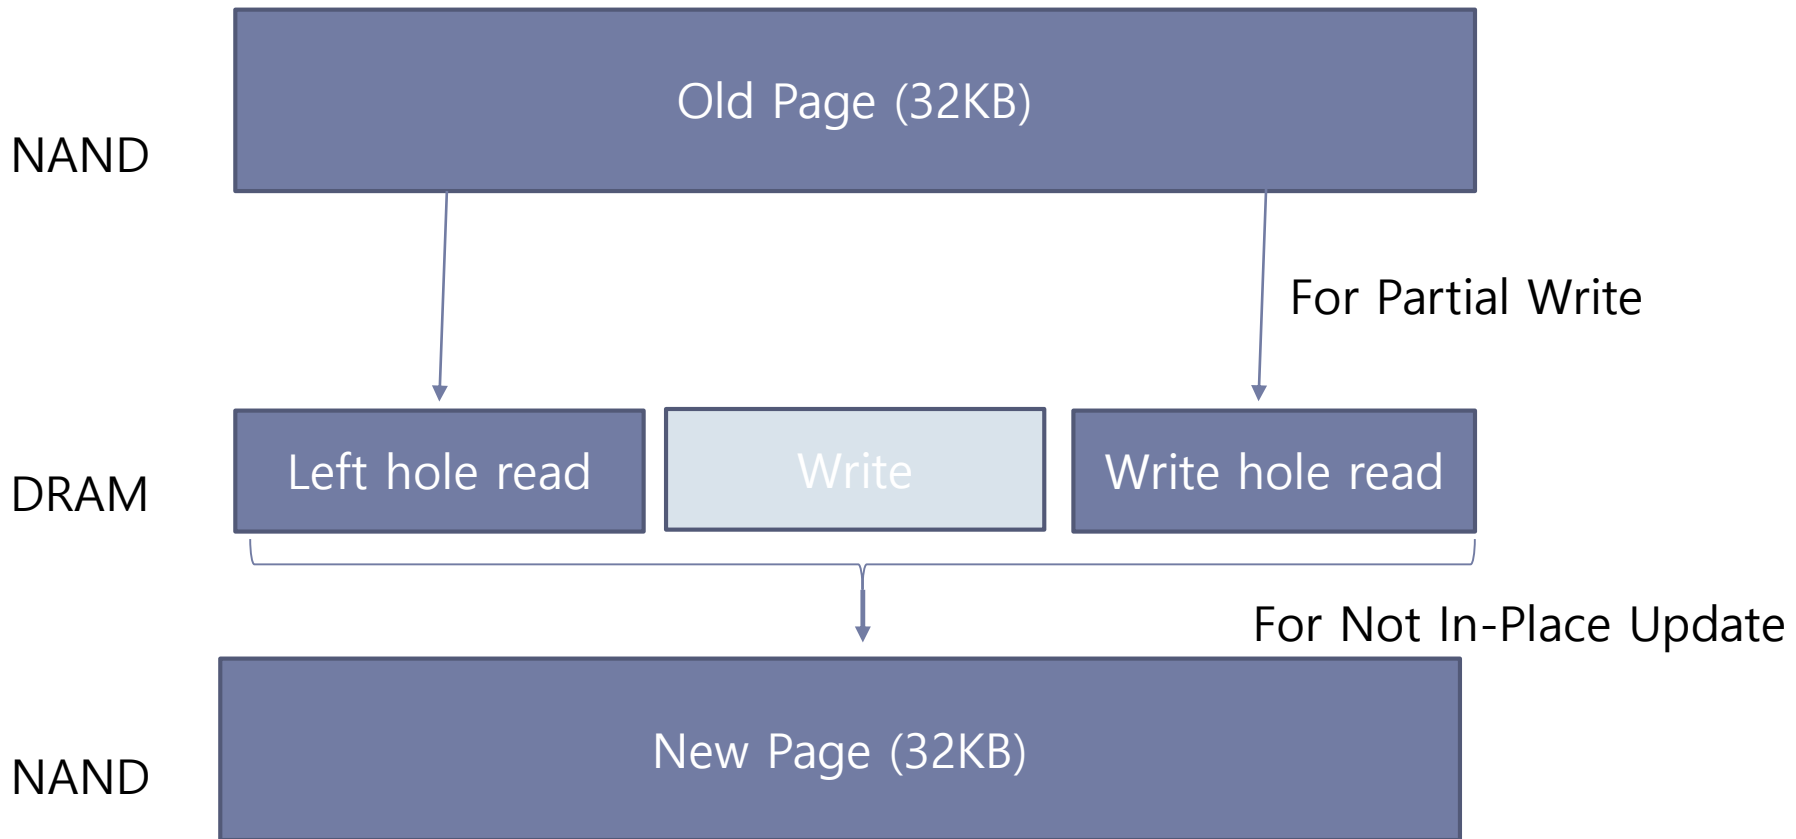 Old Page (32KB)
NAND
For Partial Write
Left hole read
Write
Write hole read
DRAM
For Not In-Place Update
New Page (32KB)
NAND